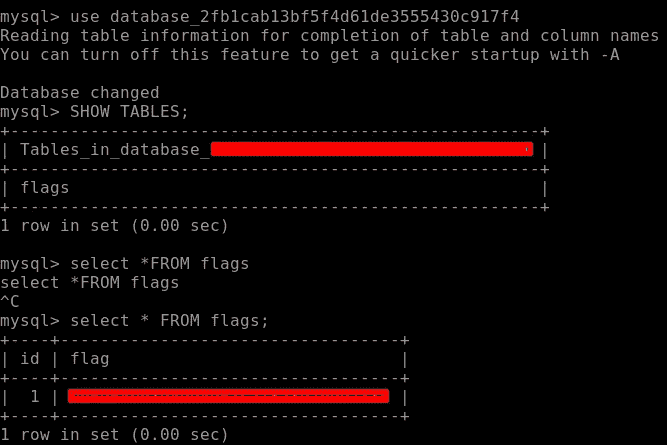 mysql> use database_2fb1cab13bf5f4d61de3555430c917f4
Reading table information for completion of table and column names
You can turn off this feature to get a quicker startup with -A
Database changed
mysql> SHOW TABLES;
+-----------------------------------------------------+
| Tables_in_database_ |
+-----------------------------------------------------+
| flags |
+-----------------------------------------------------+
1 row in set (0.00 sec)
mysql> select *FROM flags
select *FROM flags
^C
mysql> select * FROM flags;
+----+----------------------------------+
| id | flag |
+----+----------------------------------+
| 1 | |
+----+----------------------------------+
1 row in set (0.00 sec)